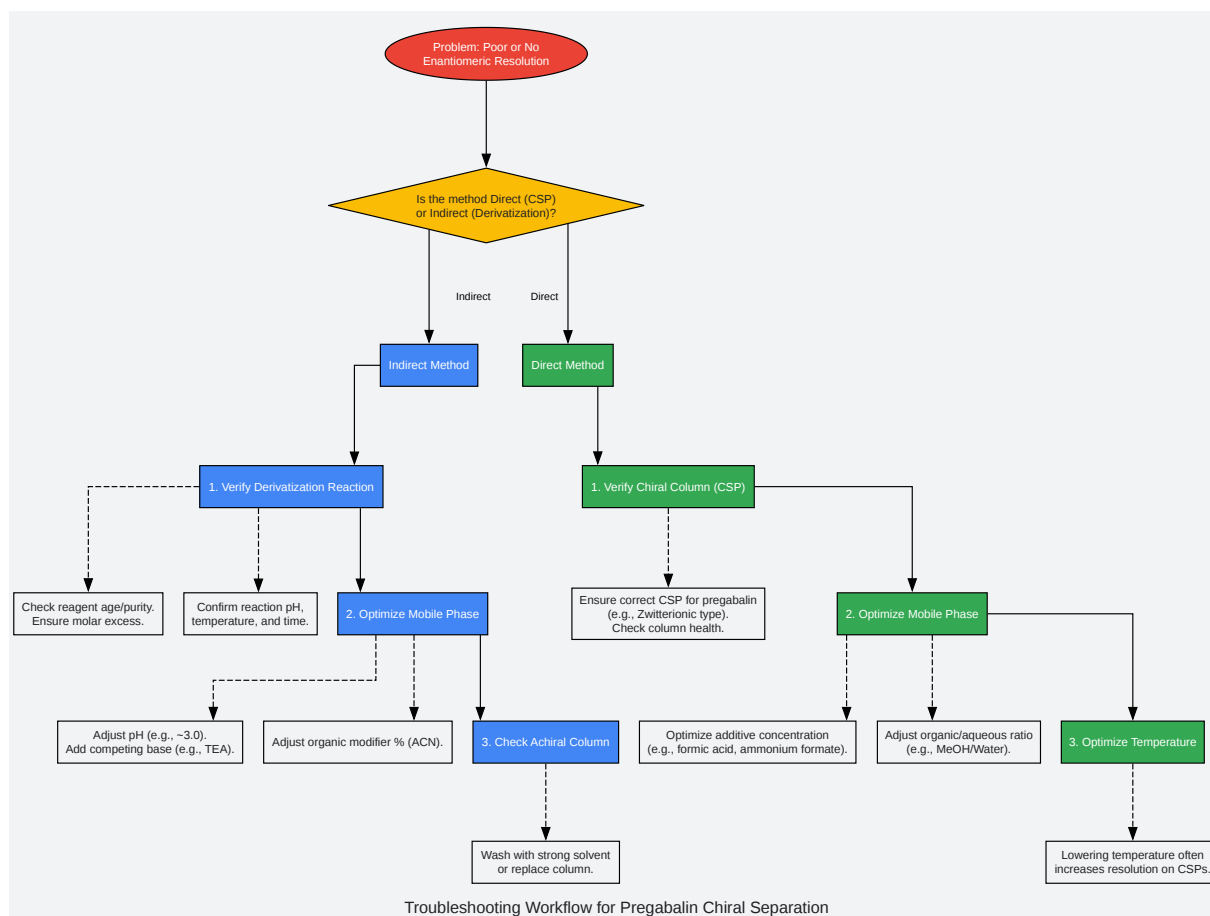 Problem: Poor or No
Enantiomeric Resolution
Is the method Direct (CSP)
or Indirect (Derivatization)?
Indirect
Direct
Indirect Method
Direct Method
1. Verify Derivatization Reaction
1. Verify Chiral Column (CSP)
Check reagent age/purity.
Ensure molar excess.
Confirm reaction pH,
temperature, and time.
2. Optimize Mobile Phase
Ensure correct CSP for pregabalin
(e.g., Zwitterionic type).
Check column health.
2. Optimize Mobile Phase
Adjust pH (e.g., ~3.0).
Add competing base (e.g., TEA).
Adjust organic modifier % (ACN).
3. Check Achiral Column
Optimize additive concentration
(e.g., formic acid, ammonium formate).
Adjust organic/aqueous ratio
(e.g., MeOH/Water).
3. Optimize Temperature
Wash with strong solvent
or replace column.
Lowering temperature often
increases resolution on CSPs.
Troubleshooting Workflow for Pregabalin Chiral Separation